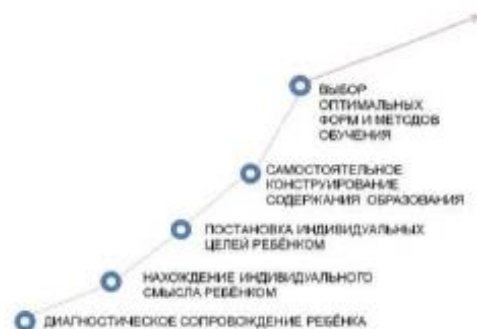 ВЫБОР
ОПТИМАЛЬНЫХ
ФОРМ И МЕТОДОВ
ОБУЧЕНИЯ
САМОСТОЯТЕЛЬНОЕ
КОНСТРУИРОВАНИЕ
СОДЕРЖАНИЯ ОБРАЗОВАНИЯ
ПОСТАНОВКА ИНДИВИДУАЛЬНЫХ
ЦЕЛЕЙ РЕБЁНКОМ
НАХОЖДЕНИЕ ИНДИВИДУАЛЬНОГО
СМЫСЛА РЕБЁНКОМ
ДИАГНОСТИЧЕСКОЕ СОПРОВОЖДЕНИЕ РЕБЁНКА